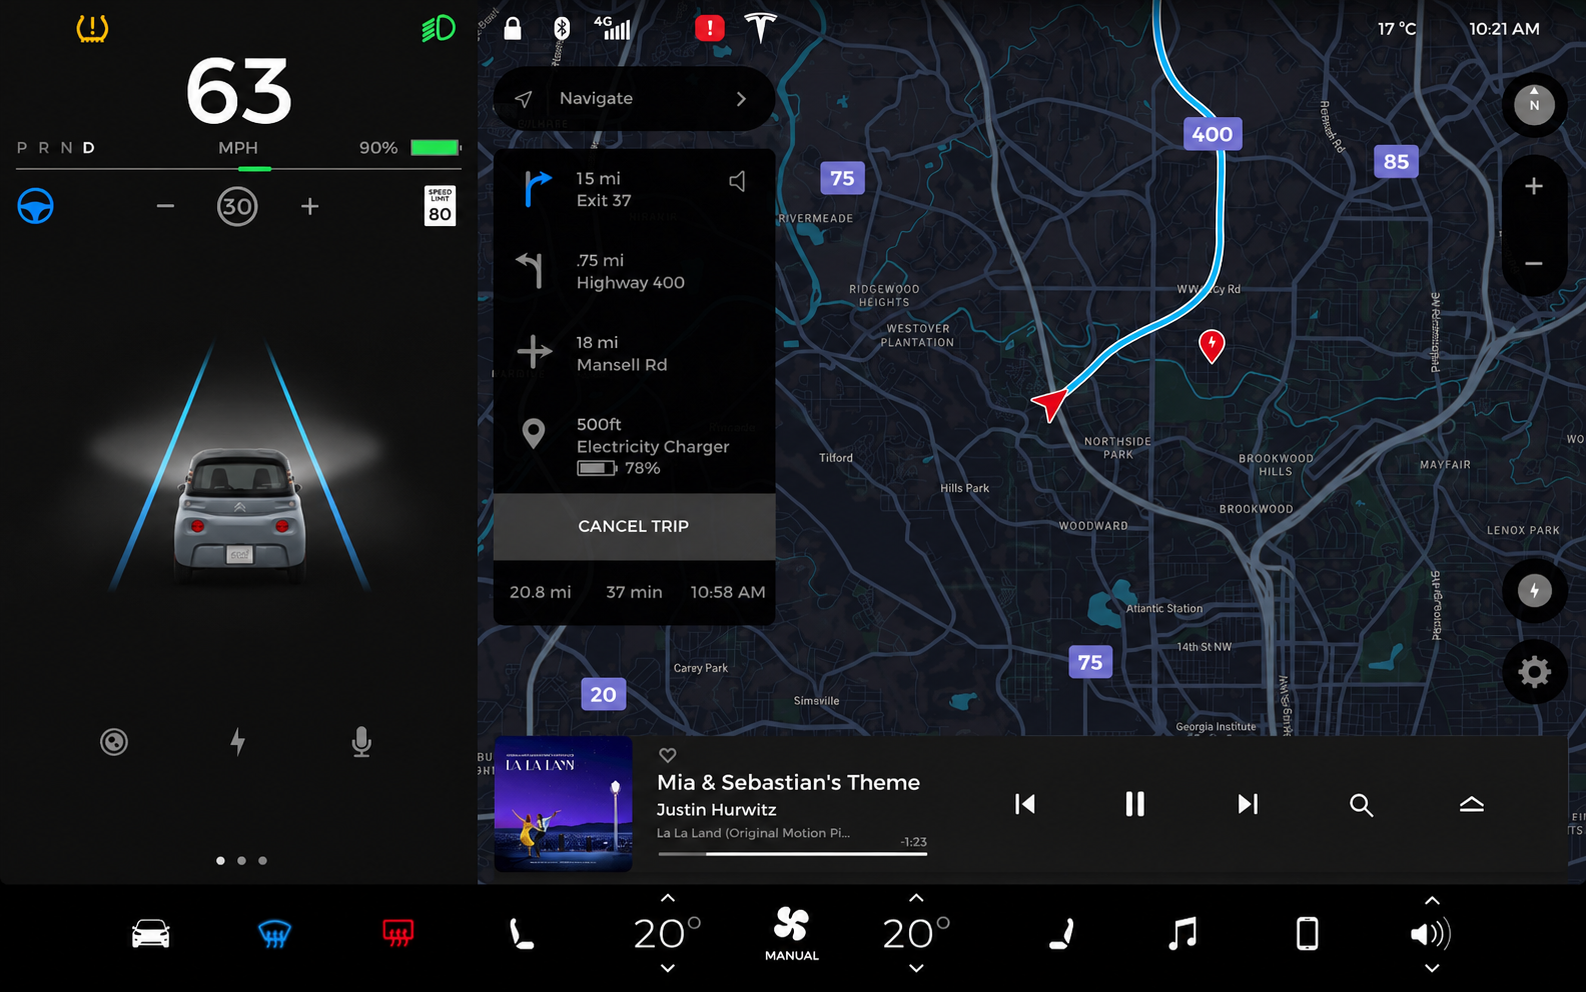 63
P R N D
MPH
90%
30
SPEED
LIMIT
80
4G
17 °C
10:21 AM
Navigate
15 mi
Exit 37
.75 mi
Highway 400
18 mi
Mansell Rd
500ft
Electricity Charger
78%
CANCEL TRIP
20.8 mi
37 min
10:58 AM
N
400
85
75
RIVERMEADE
RIDGEWOOD
HEIGHTS
WESTOVER
PLANTATION
NORTHSIDE
PARK
Tilford
Hills Park
BROOKWOOD
HILLS
MAYFAIR
BROOKWOOD
WOODWARD
LENOX PARK
Atlantic Station
14th St NW
75
Carey Park
20
Simsville
Georgia Institute
LA LA LAND
Mia & Sebastian's Theme
Justin Hurwitz
La La Land (Original Motion Pi...
-1:23
20°
MANUAL
20°